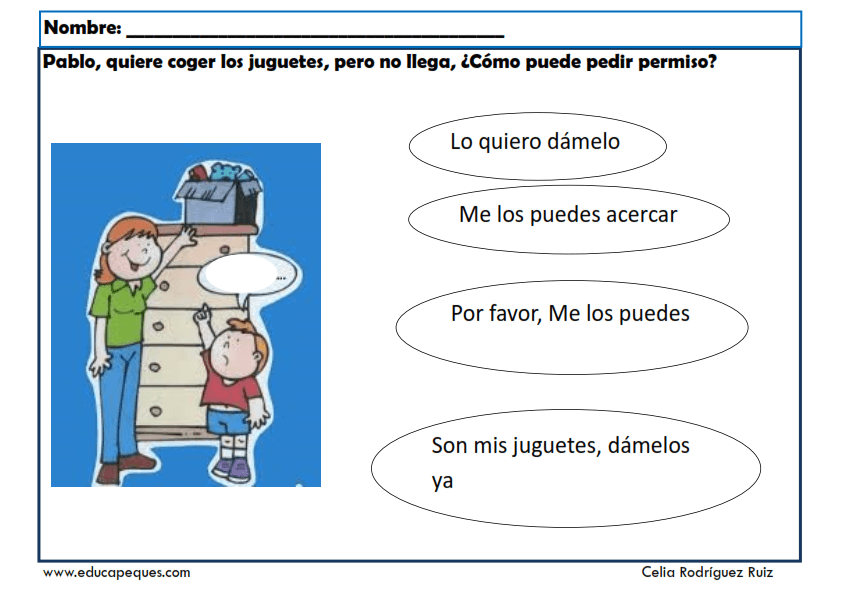 Nombre: ___________________________________________
Pablo, quiere coger los juguetes, pero no llega, ¿Cómo puede pedir permiso?
Lo quiero dámelo
Me los puedes acercar
...
Por favor, Me los puedes
Son mis juguetes, dámelos
ya
www.educapeques.com
Celia Rodríguez Ruiz